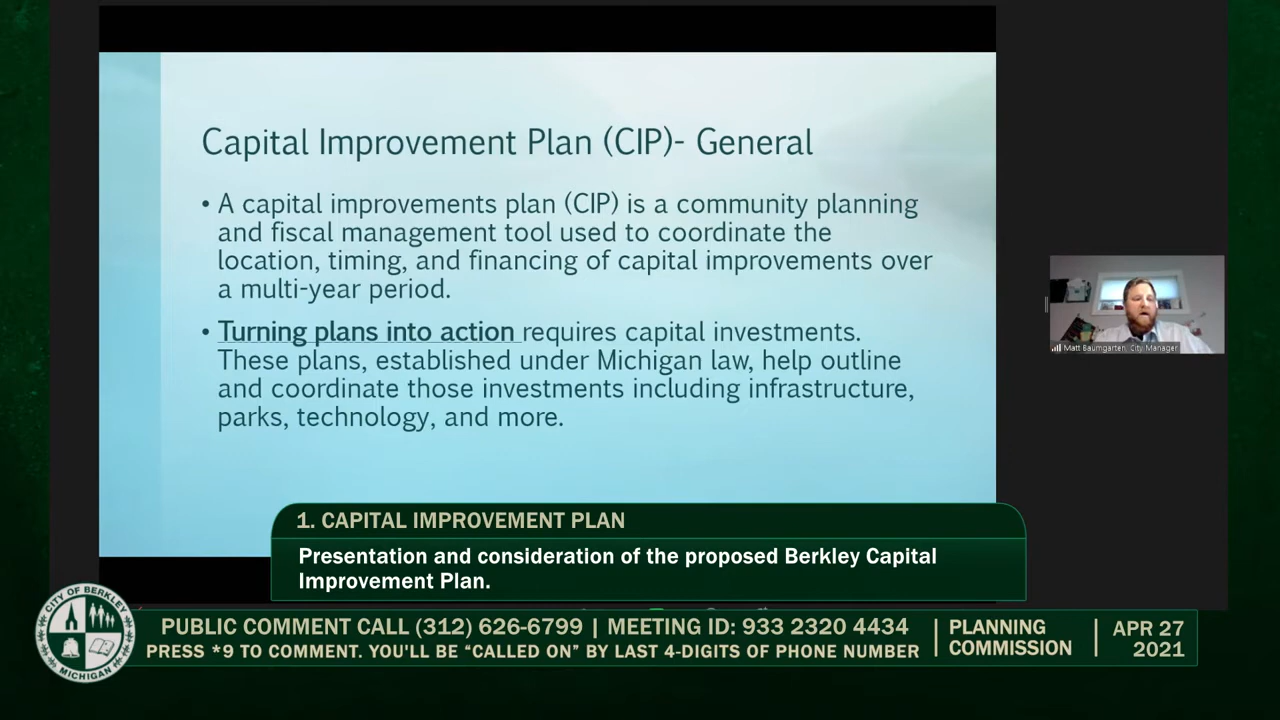 Capital Improvement Plan (CIP)- General
• A capital improvements plan (CIP) is a community planning
and fiscal management tool used to coordinate the
location, timing, and financing of capital improvements over
a multi-year period.
• Turning plans into action requires capital investments.
These plans, established under Michigan law, help outline
and coordinate those investments including infrastructure,
parks, technology, and more.
Matt Baumgarten, City Manager
1. CAPITAL IMPROVEMENT PLAN
Presentation and consideration of the proposed Berkley Capital
Improvement Plan.
CITY OF BERKLEY
MICHIGAN
PUBLIC COMMENT CALL (312) 626-6799 | MEETING ID: 933 2320 4434
PRESS *9 TO COMMENT. YOU'LL BE “CALLED ON” BY LAST 4-DIGITS OF PHONE NUMBER
PLANNING
COMMISSION
APR 27
2021